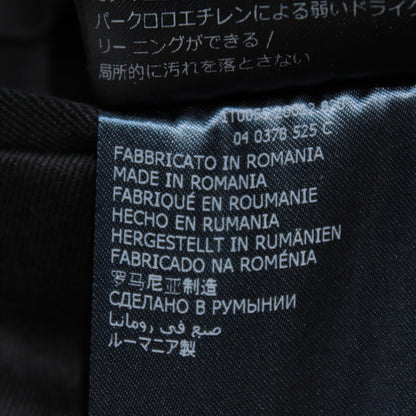 パークロロエチレンによる弱いドライク
リーニングができる /
局所的に汚れを落とさない
04 0378 525 C
FABBRICATO IN ROMANIA
MADE IN ROMANIA
FABRIQUÉ EN ROUMANIE
HECHO EN RUMANÍA
HERGESTELLT IN RUMÄNIEN
FABRICADO NA ROMÉNIA
罗马尼亚制造
СДЕЛАНО В РУМЫНИИ
صنع في رومانيا
ルーマニア製